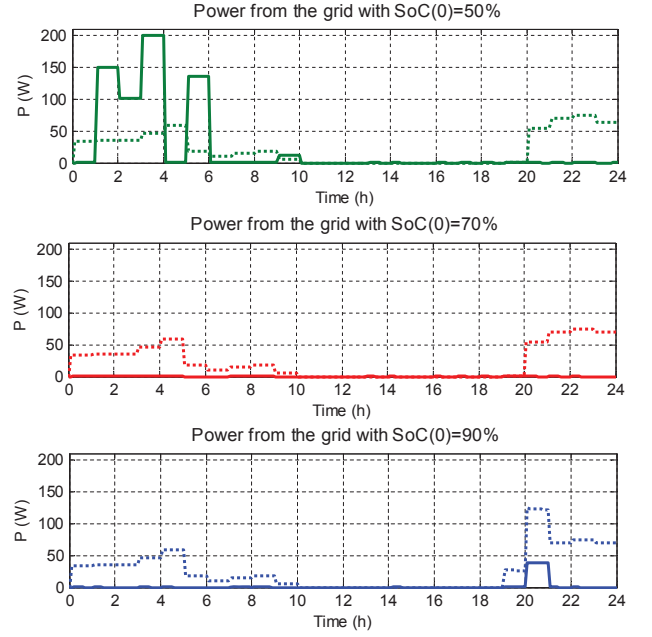 Power from the grid with SoC(0)=50%
200
150
100
50
0
P (W)
0 2 4 6 8 10 12 14 16 18 20 22 24
Time (h)
Power from the grid with SoC(0)=70%
200
150
100
50
0
P (W)
0 2 4 6 8 10 12 14 16 18 20 22 24
Time (h)
Power from the grid with SoC(0)=90%
200
150
100
50
0
P (W)
0 2 4 6 8 10 12 14 16 18 20 22 24
Time (h)